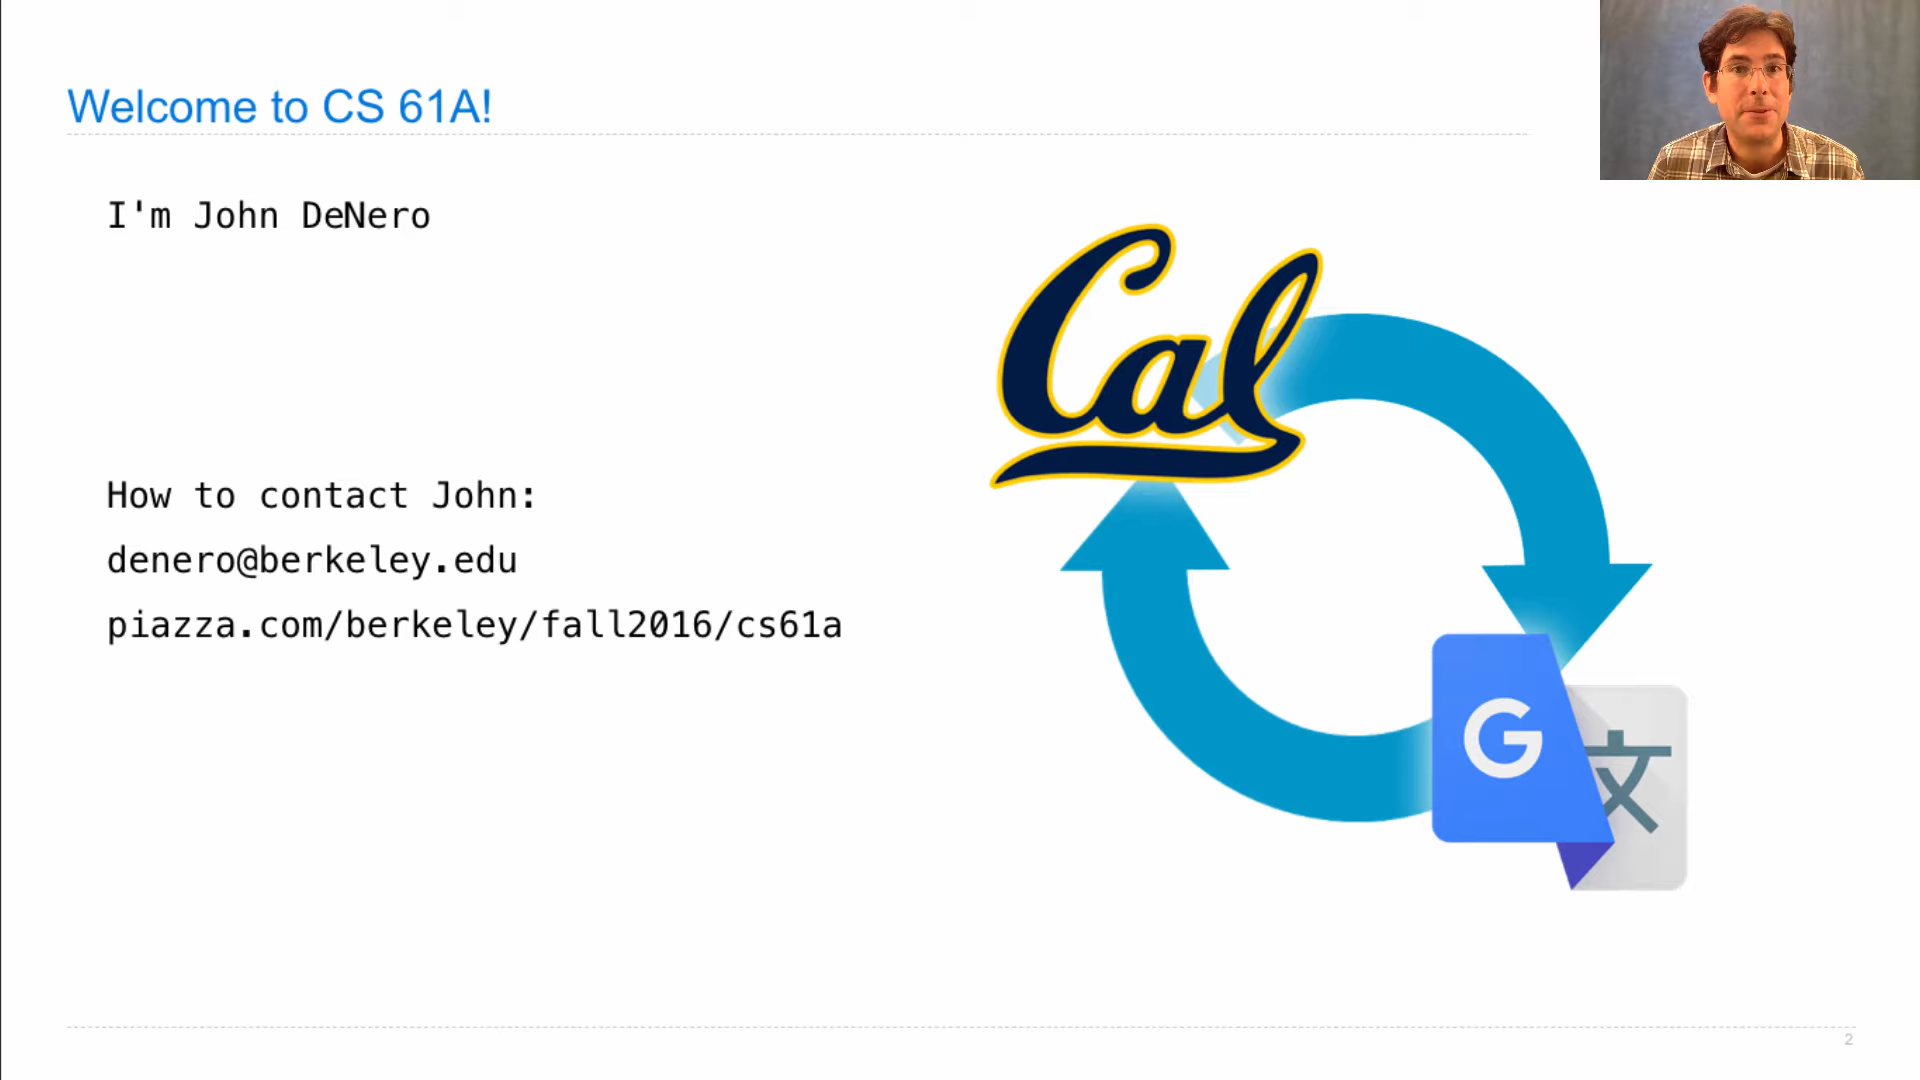 Welcome to CS 61A!
I'm John DeNero
How to contact John:
denero@berkeley.edu
piazza.com/berkeley/fall2016/cs61a
Cal
G
文
2